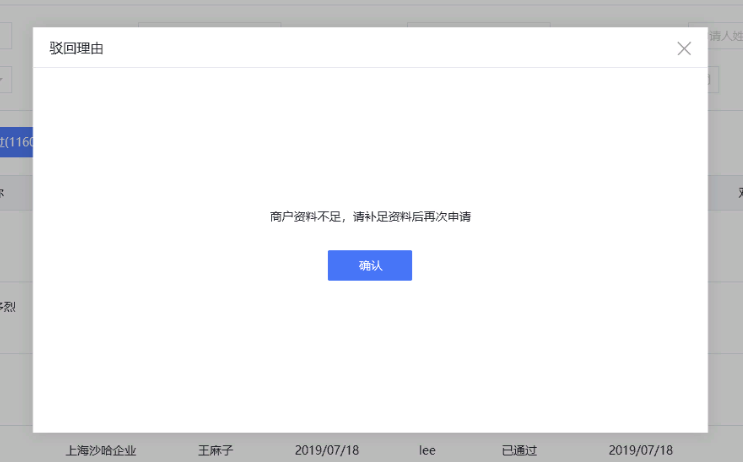 请人姓
驳回理由
过(1160
商户资料不足，请补足资料后再次申请
确认
多烈
上海沙哈企业 王麻子 2019/07/18 lee 已通过 2019/07/18